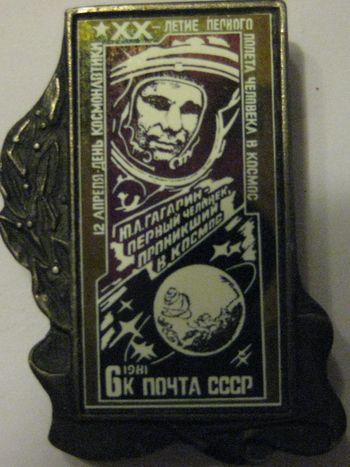 12 АПРЕЛЯ-ДЕНЬ КОСМОНАВТИКИ
★XX-ЛЕТИЕ ПЕРВОГО
ПОЛЕТА ЧЕЛОВЕКА В КОСМОС
Ю.А.ГАГАРИН-
ПЕРВЫЙ ЧЕЛОВЕК,
ПРОНИКШИЙ
В КОСМОС
1981
6К ПОЧТА СССР